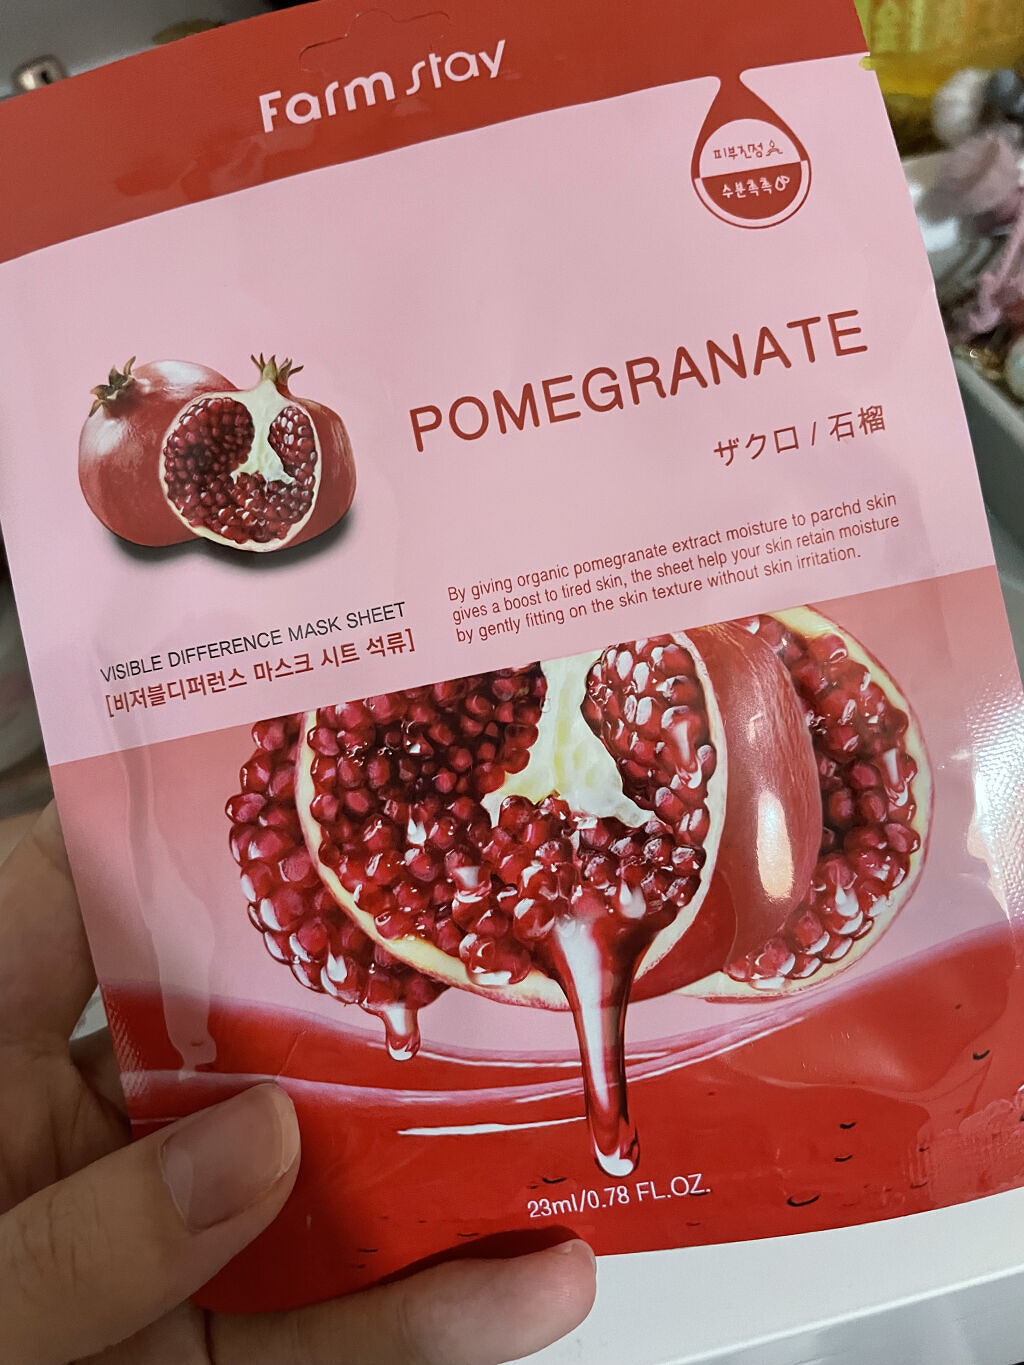 Farm stay
피부진정
수분촉촉
POMEGRANATE
ザクロ / 石榴
By giving organic pomegranate extract moisture to parchd skin
gives a boost to tired skin, the sheet help your skin retain moisture
by gently fitting on the skin texture without skin irritation.
VISIBLE DIFFERENCE MASK SHEET
[비져블디퍼런스 마스크 시트 석류]
23ml/0.78 FL.OZ.